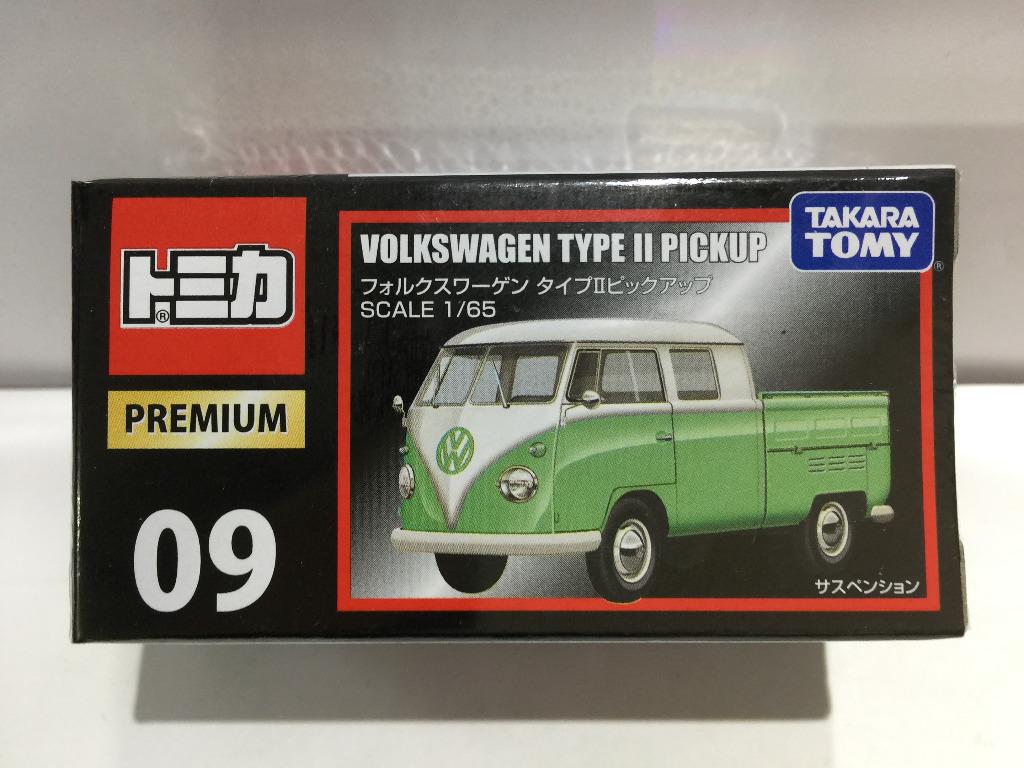 トミカ®
PREMIUM
09
VOLKSWAGEN TYPE II PICKUP
フォルクスワーゲン タイプIIピックアップ
SCALE 1/65
TAKARA
TOMY®
VW
サスペンション